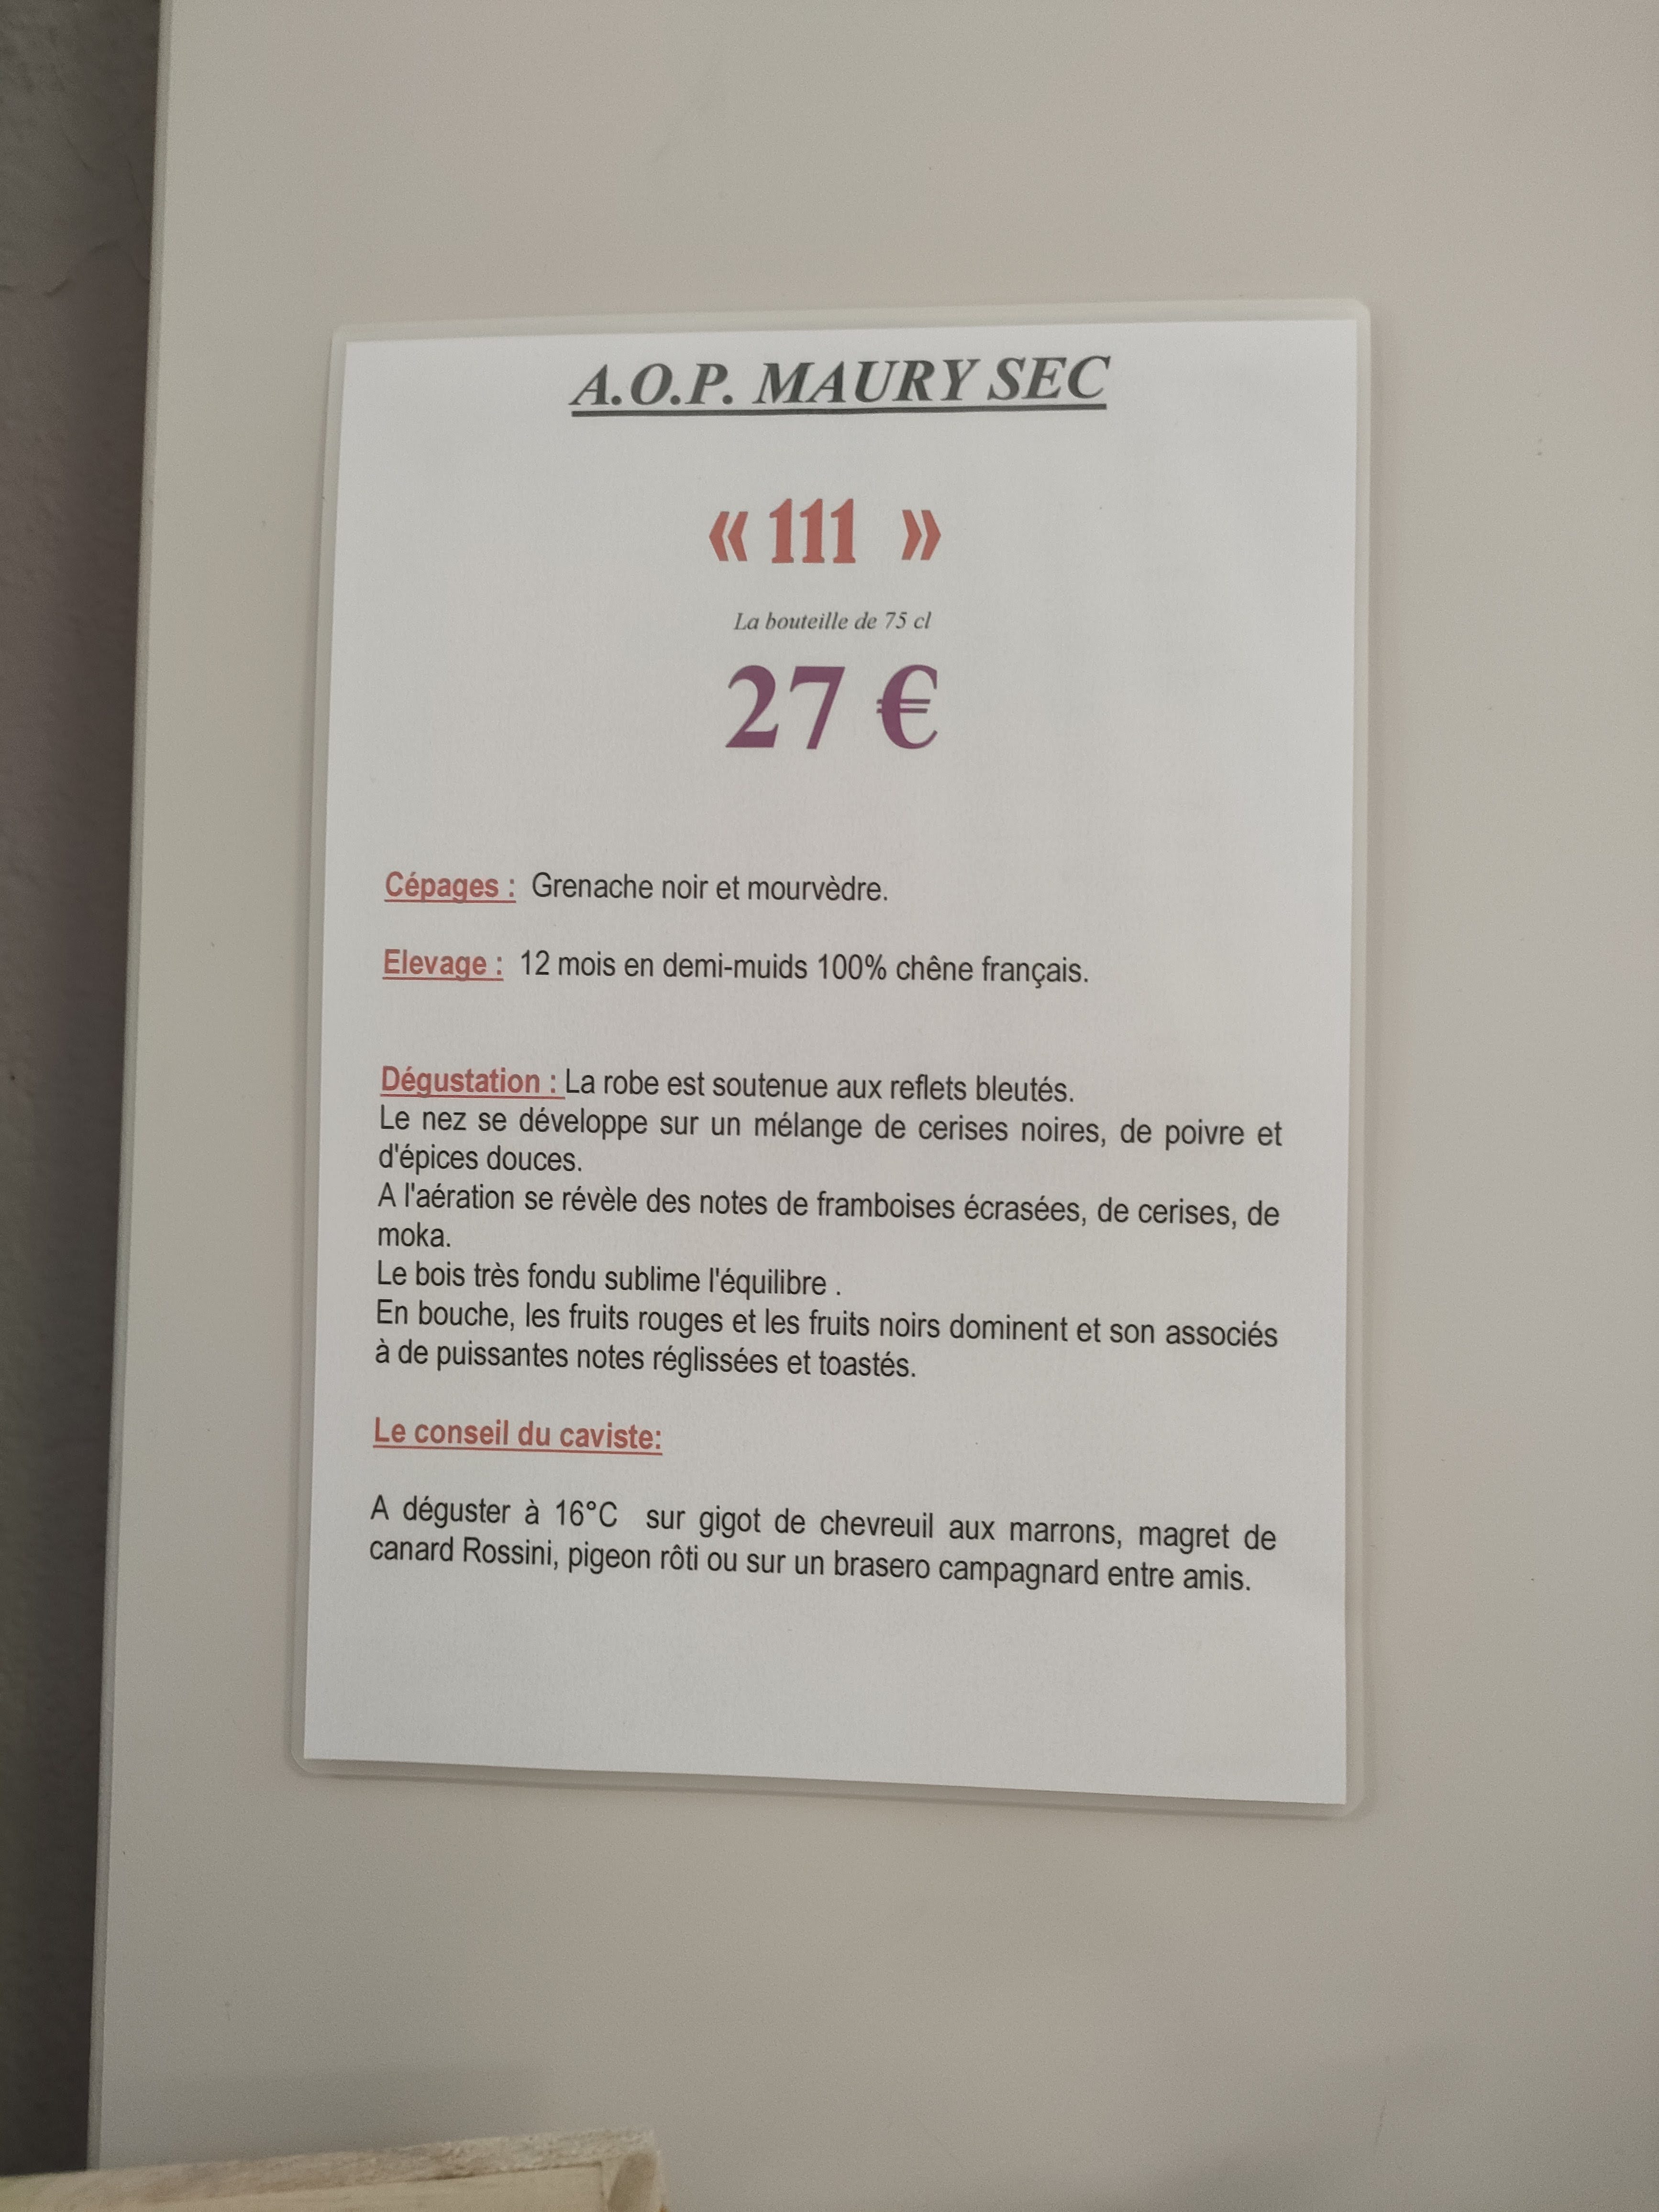 A.O.P. MAURY SEC
« 111 »
La bouteille de 75 cl
27 €
Cépages : Grenache noir et mourvèdre.
Elevage : 12 mois en demi-muids 100% chêne français.
Dégustation : La robe est soutenue aux reflets bleutés.
Le nez se développe sur un mélange de cerises noires, de poivre et
d'épices douces.
A l'aération se révèle des notes de framboises écrasées, de cerises, de
moka.
Le bois très fondu sublime l'équilibre .
En bouche, les fruits rouges et les fruits noirs dominent et son associés
à de puissantes notes réglissées et toastés.
Le conseil du caviste:
A déguster à 16°C sur gigot de chevreuil aux marrons, magret de
canard Rossini, pigeon rôti ou sur un brasero campagnard entre amis.